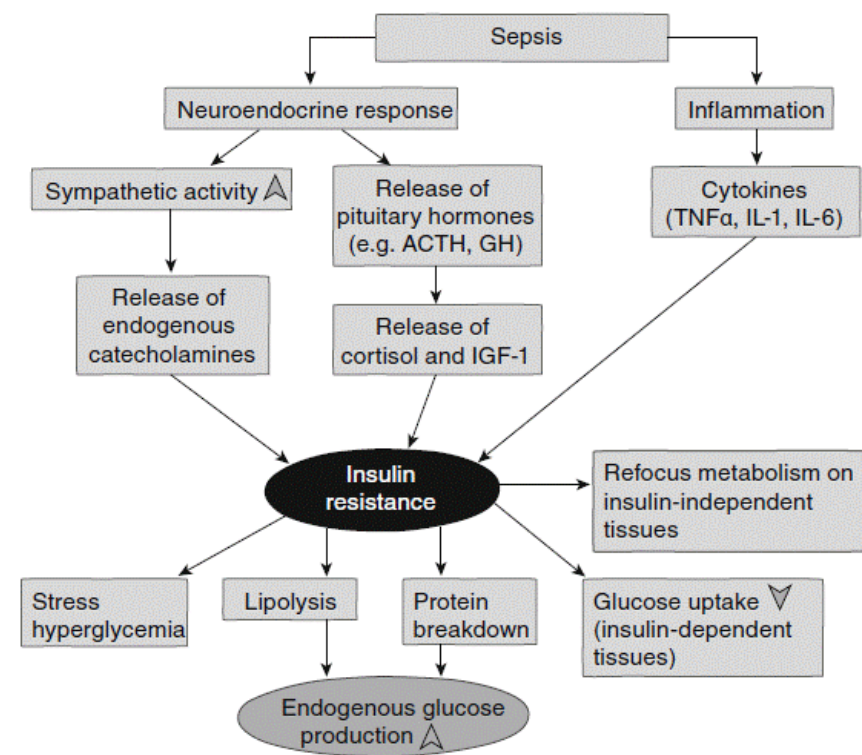 Sepsis
Neuroendocrine response
Inflammation
Sympathetic activity
Release of
pituitary hormones
(e.g. ACTH, GH)
Cytokines
(TNFα, IL-1, IL-6)
Release of
endogenous
catecholamines
Release of
cortisol and IGF-1
Insulin
resistance
Refocus metabolism on
insulin-independent
tissues
Stress
hyperglycemia
Lipolysis
Protein
breakdown
Glucose uptake
(insulin-dependent
tissues)
Endogenous glucose
production